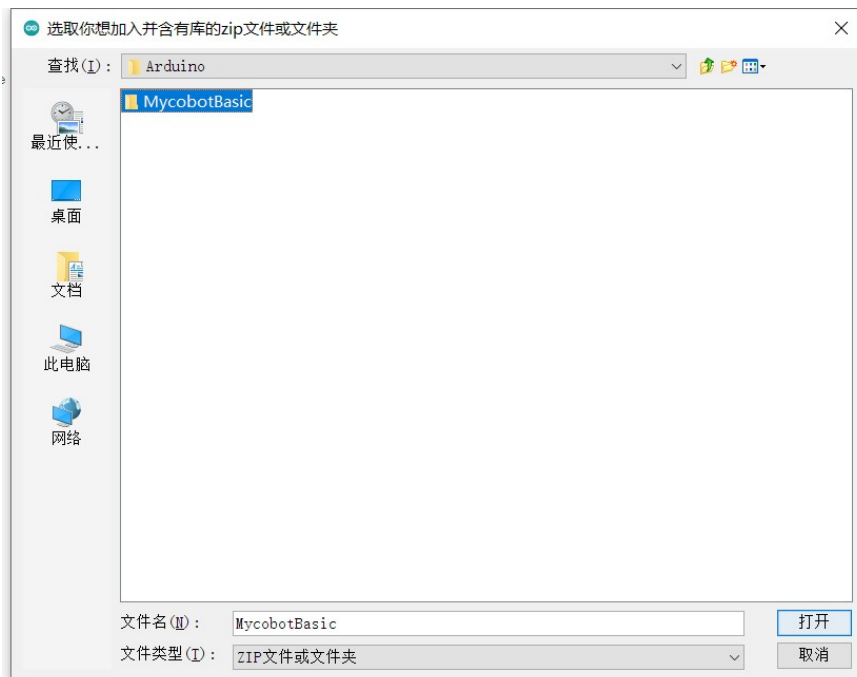 选取你想加入并含有库的zip文件或文件夹
查找(I):
Arduino
MycobotBasic
最近使...
桌面
文档
此电脑
网络
文件名(N):
MycobotBasic
打开
文件类型(I):
ZIP文件或文件夹
取消